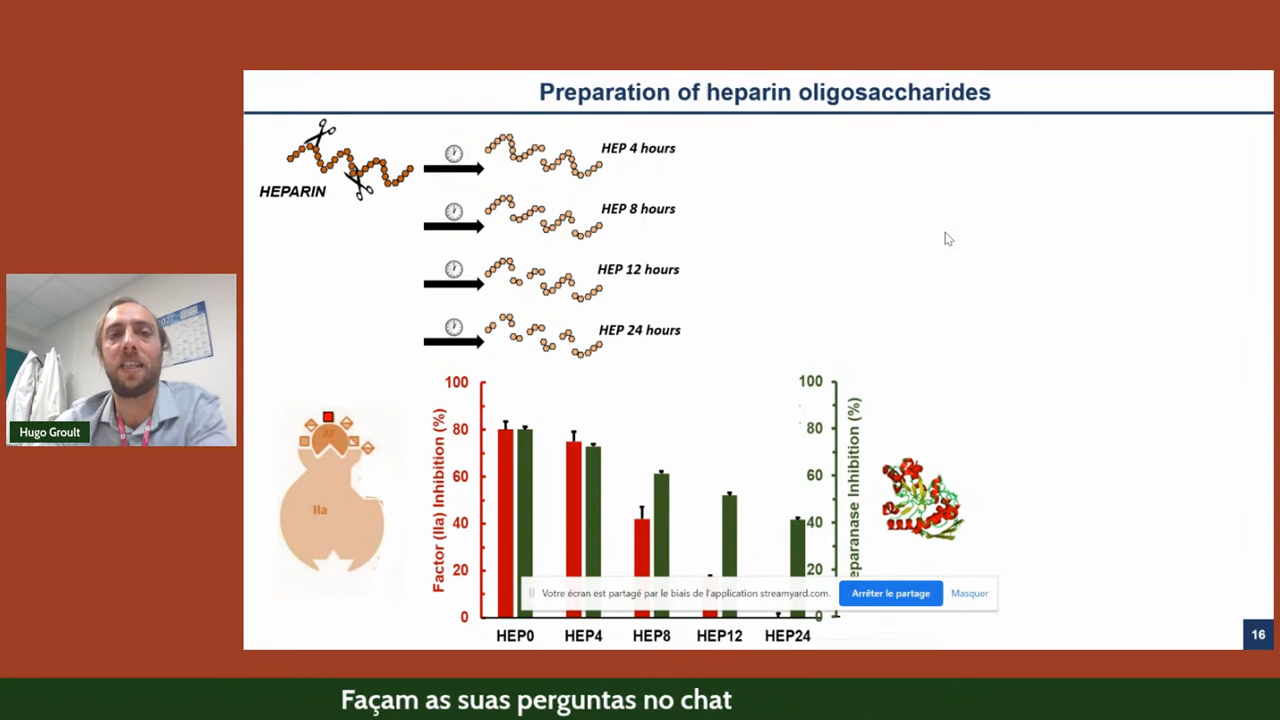 Preparation of heparin oligosaccharides
HEPARIN
HEP 4 hours
HEP 8 hours
HEP 12 hours
HEP 24 hours
Hugo Groult
AT
IIa
Factor (IIa) Inhibition (%)
100
80
60
40
20
0
HEP0
HEP4
HEP8
HEP12
HEP24
100
80
60
40
20
0
eparanase Inhibition (%)
Votre écran est partagé par le biais de l'application streamyard.com.
Arrêter le partage
Masquer
16
Façam as suas perguntas no chat